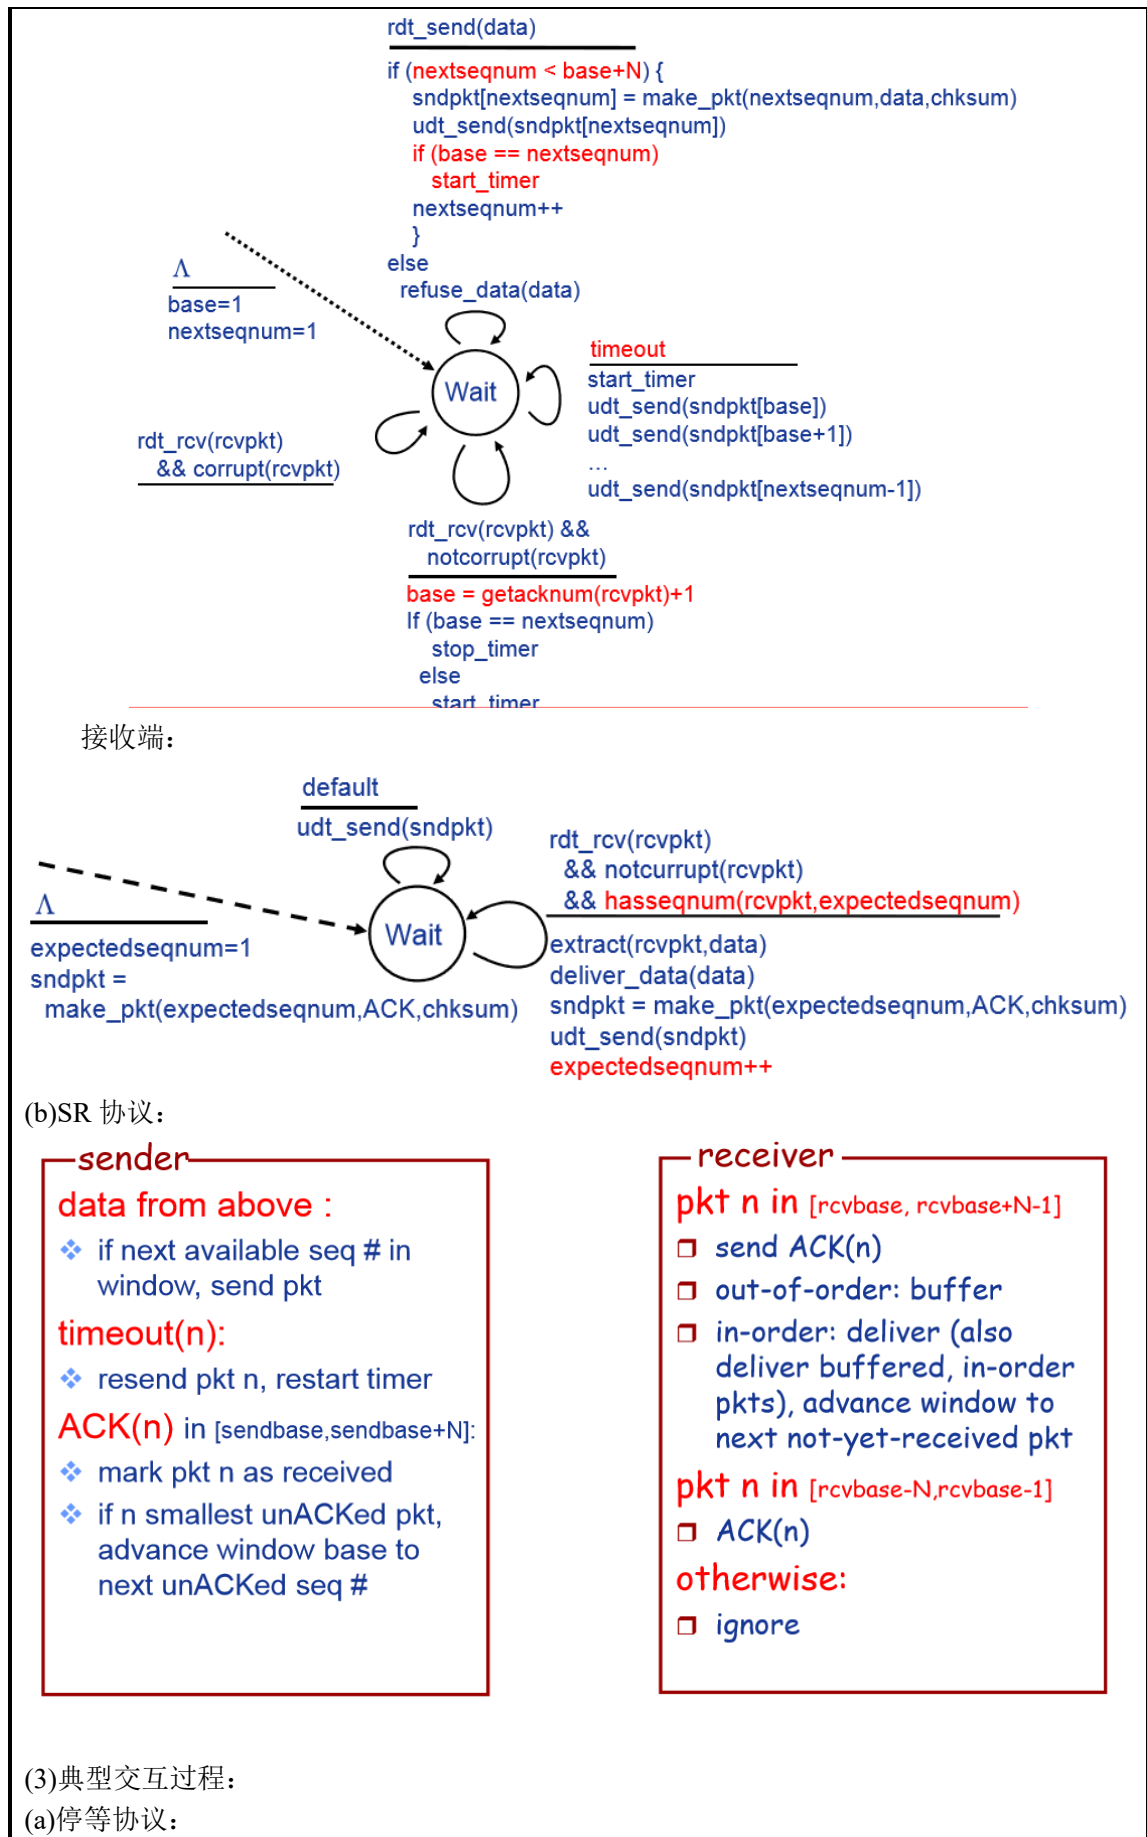 rdt_send(data)
if (nextseqnum < base+N) {
sndpkt[nextseqnum] = make_pkt(nextseqnum,data,chksum)
udt_send(sndpkt[nextseqnum])
if (base == nextseqnum)
start_timer
nextseqnum++
}
else
refuse_data(data)
Λ
base=1
nextseqnum=1
Wait
timeout
start_timer
udt_send(sndpkt[base])
udt_send(sndpkt[base+1])
…
udt_send(sndpkt[nextseqnum-1])
rdt_rcv(rcvpkt)
&& corrupt(rcvpkt)
rdt_rcv(rcvpkt) &&
notcorrupt(rcvpkt)
base = getacknum(rcvpkt)+1
If (base == nextseqnum)
stop_timer
else
start_timer
接收端：
default
udt_send(sndpkt)
Λ
expectedseqnum=1
sndpkt =
make_pkt(expectedseqnum,ACK,chksum)
Wait
rdt_rcv(rcvpkt)
&& notcurrupt(rcvpkt)
&& hasseqnum(rcvpkt,expectedseqnum)
extract(rcvpkt,data)
deliver_data(data)
sndpkt = make_pkt(expectedseqnum,ACK,chksum)
udt_send(sndpkt)
expectedseqnum++
(b)SR 协议：
sender
data from above :
❖ if next available seq # in
window, send pkt
timeout(n):
❖ resend pkt n, restart timer
ACK(n) in [sendbase,sendbase+N]:
❖ mark pkt n as received
❖ if n smallest unACKed pkt,
advance window base to
next unACKed seq #
receiver
pkt n in [rcvbase, rcvbase+N-1]
❒ send ACK(n)
❒ out-of-order: buffer
❒ in-order: deliver (also
deliver buffered, in-order
pkts), advance window to
next not-yet-received pkt
pkt n in [rcvbase-N,rcvbase-1]
❒ ACK(n)
otherwise:
❒ ignore
(3)典型交互过程：
(a)停等协议：